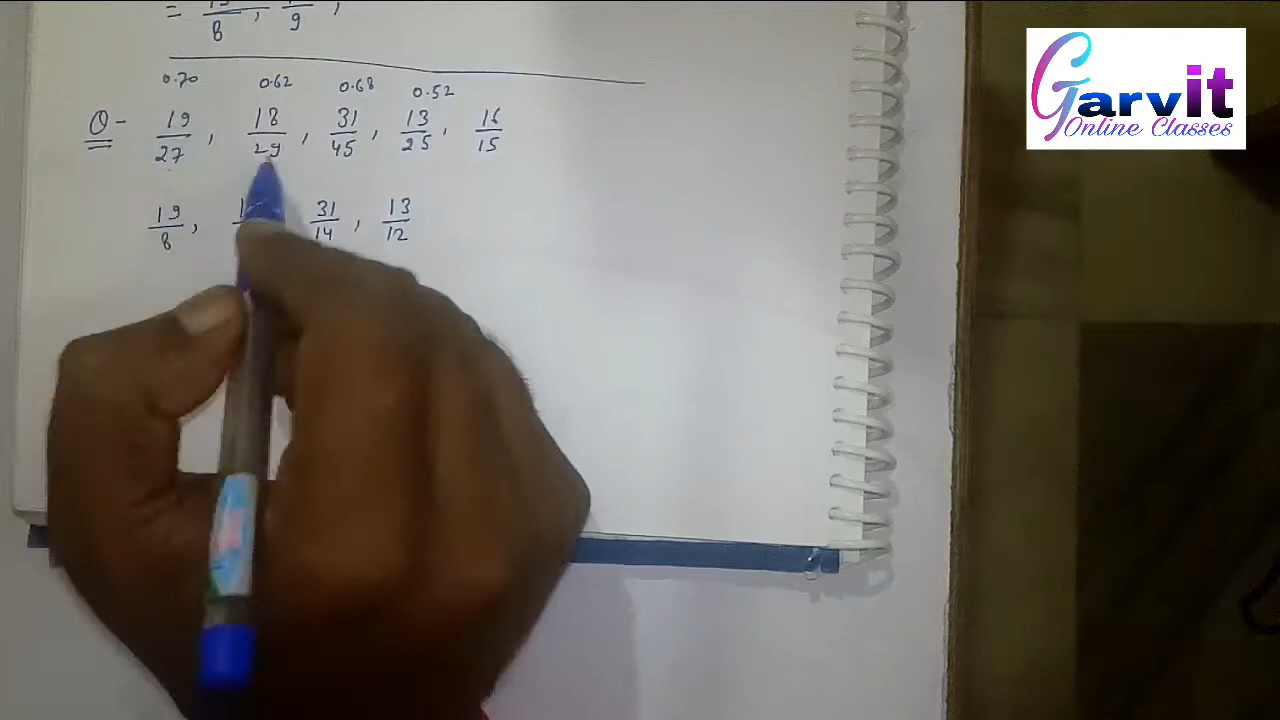 = 8 , 9 ,
0.70 0.62 0.68 0.52
Q- 19/27 , 18/29 , 31/45 , 13/25 , 16/15
19/8 , 31/14 , 13/12
Garvit
Online Classes